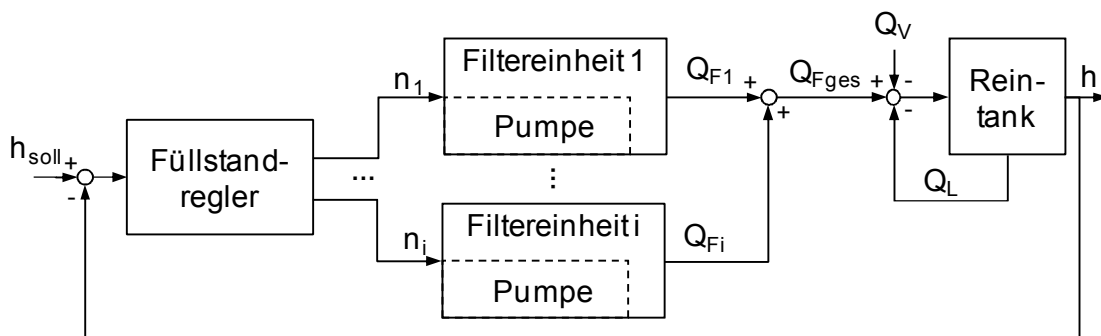 h_soll
+
-
Füllstand-
regler
n_1
...
n_i
Filtereinheit 1
Pumpe
...
Filtereinheit i
Pumpe
Q_F1
+
+
Q_Fi
Q_Fges
+
Q_V
-
-
Q_L
Rein-
tank
h